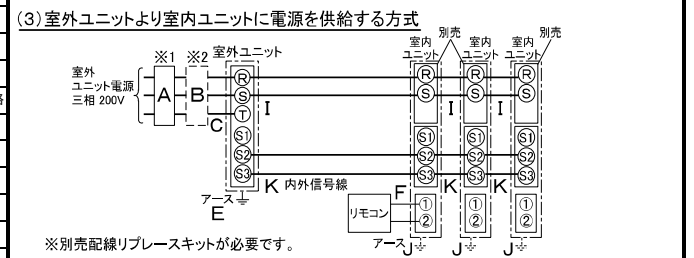 (3)室外ユニットより室内ユニットに電源を供給する方式
※1 ※2 室外ユニット
室内ユニット 別売 室内ユニット 室内ユニット 別売
室外
ユニット電源
三相 200V
A B C
R
S
T
S1
S2
S3
I
K 内外信号線
アース
E
R R R
S I S I S
S1 S1 S1
S2 S2 S2
S3 K S3 K S3
リモコン F
① ① ①
② ② ②
アース J J J
※別売配線リプレースキットが必要です。